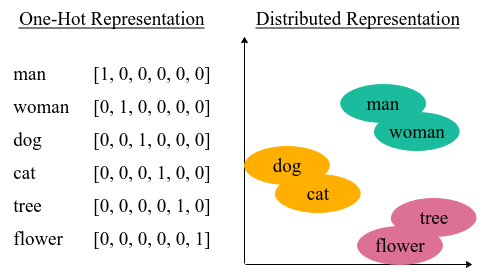 One-Hot Representation
man [1, 0, 0, 0, 0, 0]
woman [0, 1, 0, 0, 0, 0]
dog [0, 0, 1, 0, 0, 0]
cat [0, 0, 0, 1, 0, 0]
tree [0, 0, 0, 0, 1, 0]
flower [0, 0, 0, 0, 0, 1]
Distributed Representation
man
woman
dog
cat
tree
flower